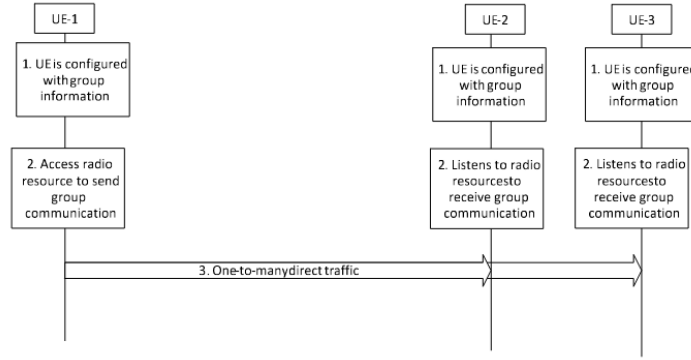 UE-1
UE-2
UE-3
1. UE is configured
with group
information
1. UE is configured
with group
information
1. UE is configured
with group
information
2. Access radio
resource to send
group
communication
2. Listens to radio
resourcesto
receive group
communication
2. Listens to radio
resourcesto
receive group
communication
3. One-to-manydirect traffic